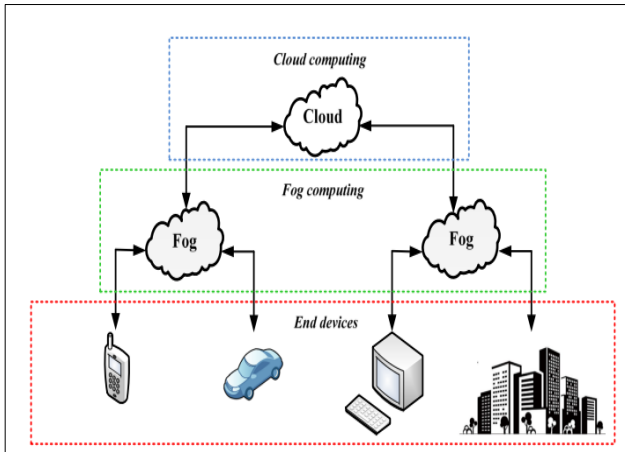 Cloud computing
Cloud
Fog computing
Fog
Fog
End devices